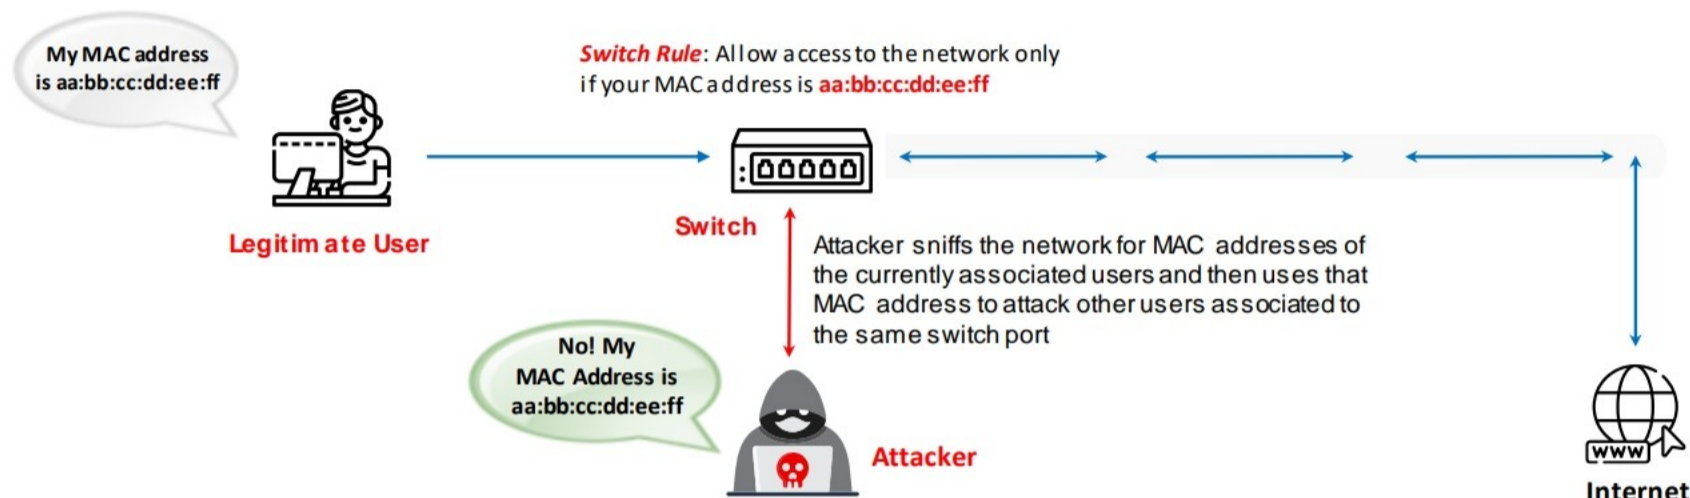 My MAC address
is aa:bb:cc:dd:ee:ff
Switch Rule: Allow access to the network only
if your MAC address is aa:bb:cc:dd:ee:ff
Legitimate User
Switch
Attacker sniffs the network for MAC addresses of
the currently associated users and then uses that
MAC address to attack other users associated to
the same switch port
No! My
MAC Address is
aa:bb:cc:dd:ee:ff
Attacker
WWW
Internet